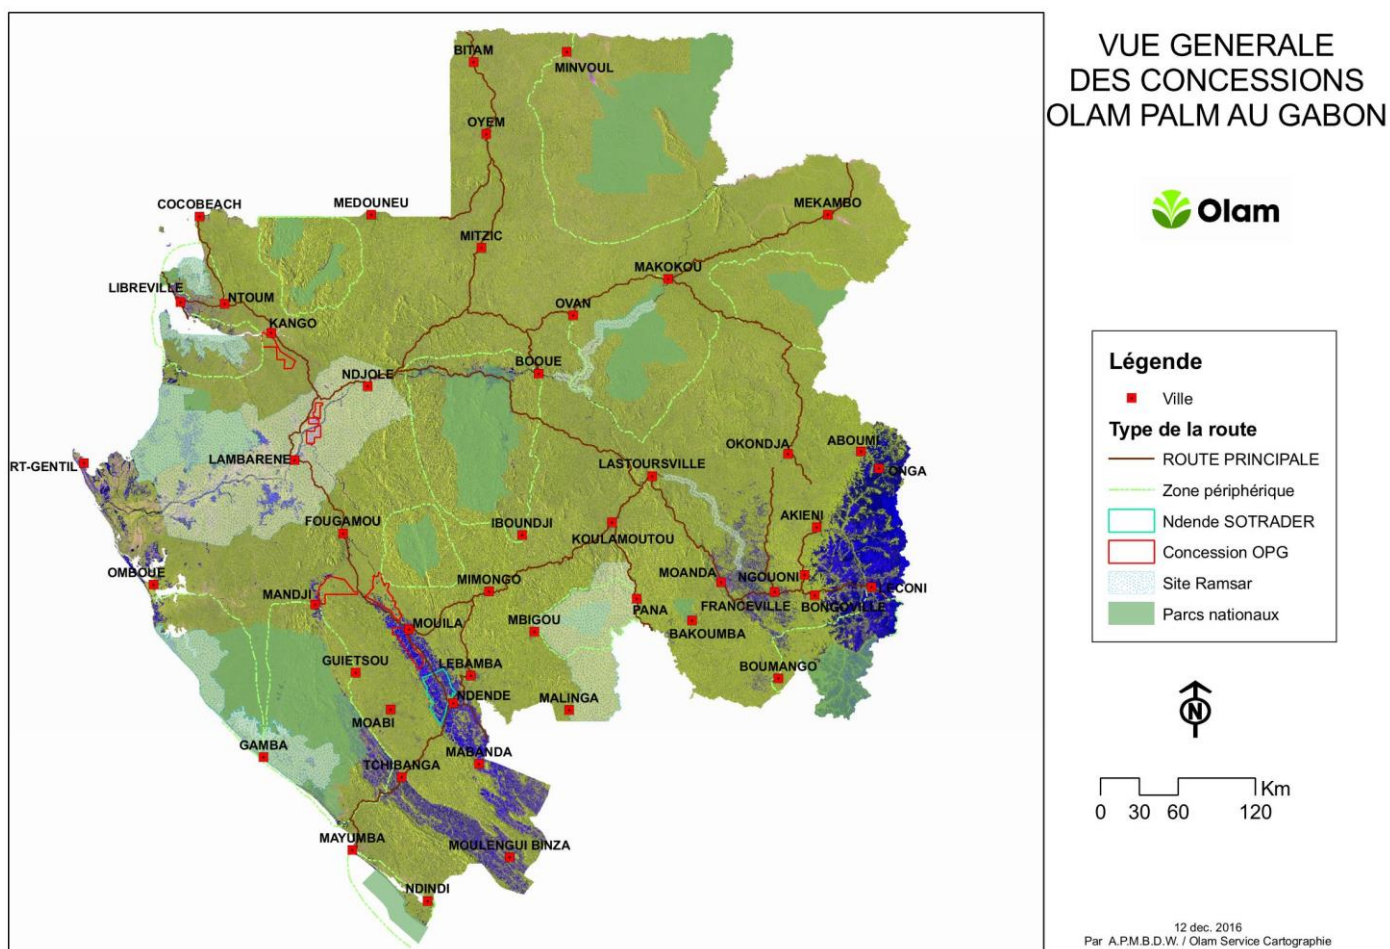 VUE GENERALE
DES CONCESSIONS
OLAM PALM AU GABON
Olam
BITAM
MINVOUL
OYEM
COCOBEACH
MEDOUNEU
MEKAMBO
MITZIC
MAKOKOU
LIBREVILLE
NTOUM
OVAN
KANGO
NDJOLE
BOOUE
OKONDJA
ABOUMI
LAMBARENE
RT-GENTIL
LASTOURSVILLE
ONGA
FOUGAMOU
IBOUNDJI
KOULAMOUTOU
AKIENI
OMBOUE
MANDJI
MIMONGO
MOANDA
NGOUONI
LECONI
FRANCEVILLE
BONGOVILLE
PANA
MOUILA
MBIGOU
BAKOUMBA
GUIETSOU
LEBAMBA
BOUMANGO
NDENDE
MOABI
MALINGA
GAMBA
MABANDA
TCHIBANGA
MAYUMBA
MOULENGUI BINZA
NDINDI
Légende
Ville
Type de la route
ROUTE PRINCIPALE
Zone périphérique
Ndende SOTRADER
Concession OPG
Site Ramsar
Parcs nationaux
N
Km
0 30 60 120
12 dec. 2016
Par A.P.M.B.D.W. / Olam Service Cartographie